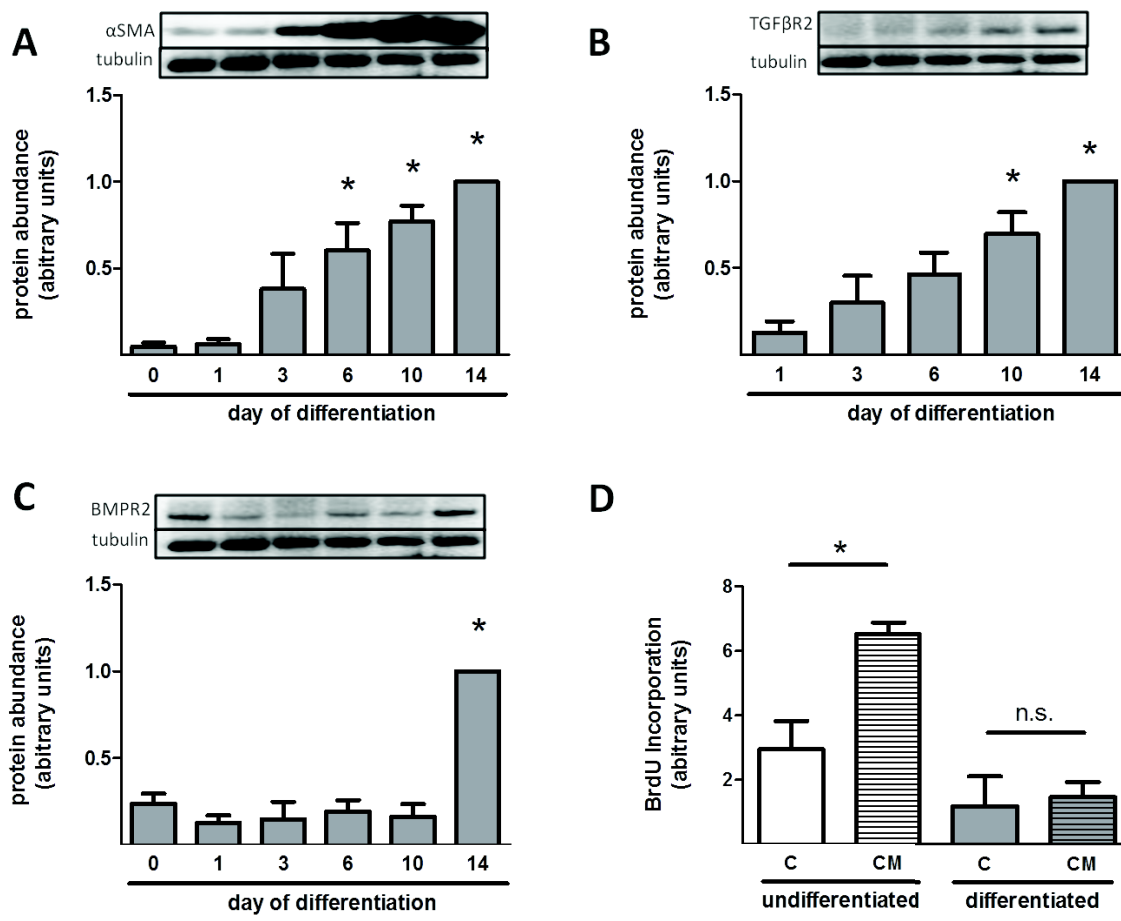 A
αSMA
tubulin
1.5
1.0
0.5
protein abundance
(abitrary units)
*
*
*
0 1 3 6 10 14
day of differentiation
B
TGFβR2
tubulin
1.5
1.0
0.5
protein abundance
(abitrary units)
*
*
1 3 6 10 14
day of differentiation
C
BMPR2
tubulin
1.5
1.0
0.5
protein abundance
(abitrary units)
*
0 1 3 6 10 14
day of differentiation
D
*
n.s.
8
6
4
2
BrdU Incorporation
(abitrary units)
C CM C CM
undifferentiated differentiated